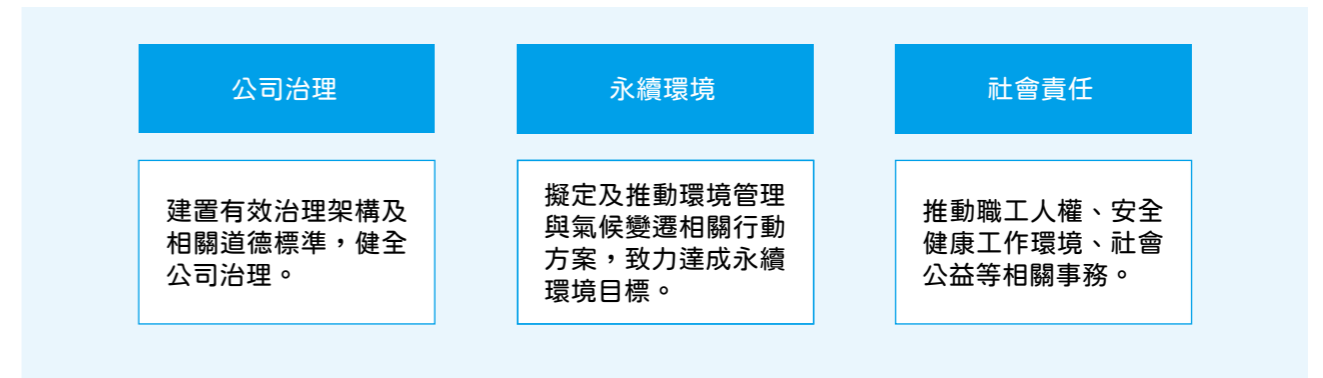 公司治理
建置有效治理架構及
相關道德標準，健全
公司治理。
永續環境
擬定及推動環境管理
與氣候變遷相關行動
方案，致力達成永續
環境目標。
社會責任
推動職工人權、安全
健康工作環境、社會
公益等相關事務。